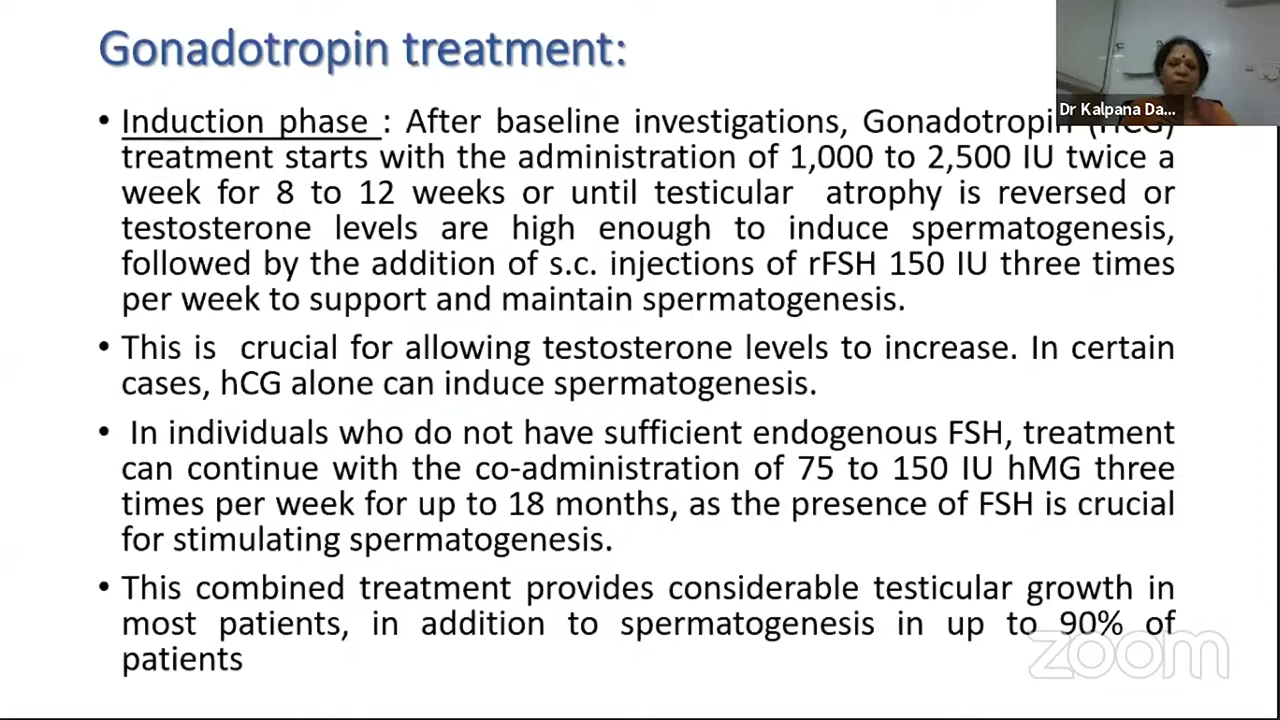 Gonadotropin treatment:
Dr Kalpana Da...
• Induction phase : After baseline investigations, Gonadotropin (HCG)
treatment starts with the administration of 1,000 to 2,500 IU twice a
week for 8 to 12 weeks or until testicular atrophy is reversed or
testosterone levels are high enough to induce spermatogenesis,
followed by the addition of s.c. injections of rFSH 150 IU three times
per week to support and maintain spermatogenesis.
• This is crucial for allowing testosterone levels to increase. In certain
cases, hCG alone can induce spermatogenesis.
• In individuals who do not have sufficient endogenous FSH, treatment
can continue with the co-administration of 75 to 150 IU hMG three
times per week for up to 18 months, as the presence of FSH is crucial
for stimulating spermatogenesis.
• This combined treatment provides considerable testicular growth in
most patients, in addition to spermatogenesis in up to 90% of
patients
zoom